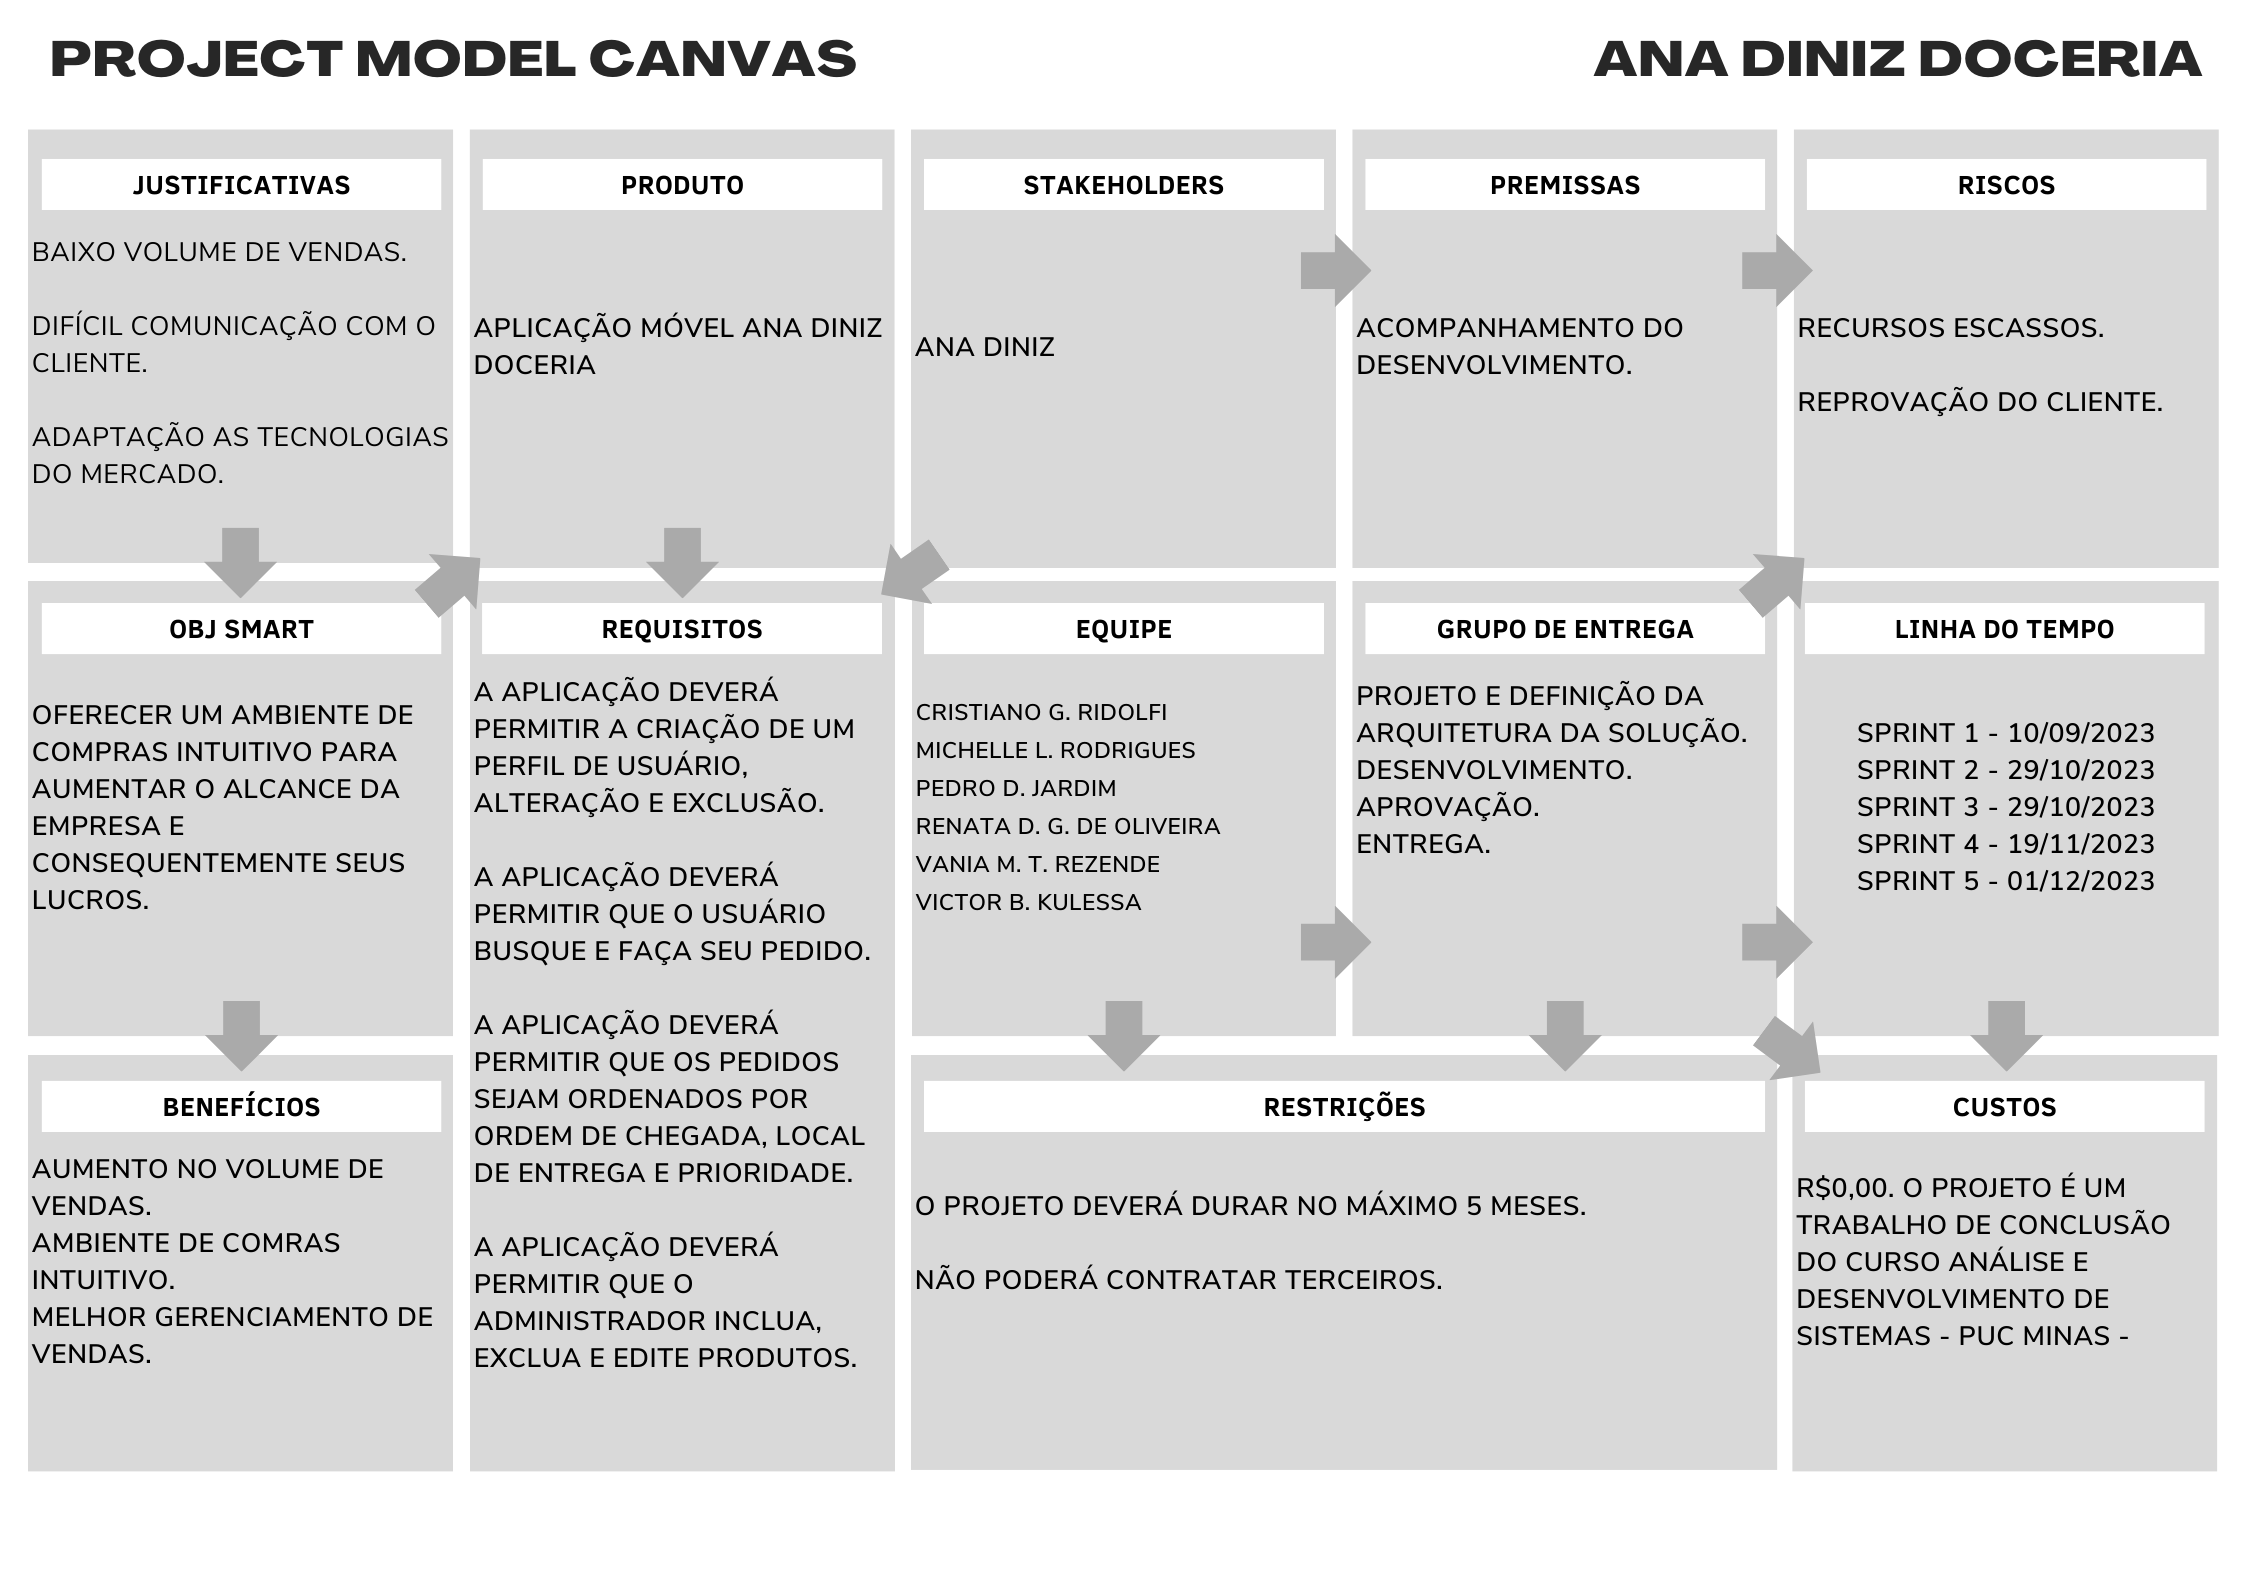 PROJECT MODEL CANVAS
ANA DINIZ DOCERIA
JUSTIFICATIVAS
BAIXO VOLUME DE VENDAS.
DIFÍCIL COMUNICAÇÃO COM O
CLIENTE.
ADAPTAÇÃO AS TECNOLOGIAS
DO MERCADO.
PRODUTO
APLICAÇÃO MÓVEL ANA DINIZ
DOCERIA
STAKEHOLDERS
ANA DINIZ
PREMISSAS
ACOMPANHAMENTO DO
DESENVOLVIMENTO.
RISCOS
RECURSOS ESCASSOS.
REPROVAÇÃO DO CLIENTE.
OBJ SMART
OFERECER UM AMBIENTE DE
COMPRAS INTUITIVO PARA
AUMENTAR O ALCANCE DA
EMPRESA E
CONSEQUENTEMENTE SEUS
LUCROS.
REQUISITOS
A APLICAÇÃO DEVERÁ
PERMITIR A CRIAÇÃO DE UM
PERFIL DE USUÁRIO,
ALTERAÇÃO E EXCLUSÃO.
A APLICAÇÃO DEVERÁ
PERMITIR QUE O USUÁRIO
BUSQUE E FAÇA SEU PEDIDO.
A APLICAÇÃO DEVERÁ
PERMITIR QUE OS PEDIDOS
SEJAM ORDENADOS POR
ORDEM DE CHEGADA, LOCAL
DE ENTREGA E PRIORIDADE.
A APLICAÇÃO DEVERÁ
PERMITIR QUE O
ADMINISTRADOR INCLUA,
EXCLUA E EDITE PRODUTOS.
EQUIPE
CRISTIANO G. RIDOLFI
MICHELLE L. RODRIGUES
PEDRO D. JARDIM
RENATA D. G. DE OLIVEIRA
VANIA M. T. REZENDE
VICTOR B. KULESSA
GRUPO DE ENTREGA
PROJETO E DEFINIÇÃO DA
ARQUITETURA DA SOLUÇÃO.
DESENVOLVIMENTO.
APROVAÇÃO.
ENTREGA.
LINHA DO TEMPO
SPRINT 1 - 10/09/2023
SPRINT 2 - 29/10/2023
SPRINT 3 - 29/10/2023
SPRINT 4 - 19/11/2023
SPRINT 5 - 01/12/2023
BENEFÍCIOS
AUMENTO NO VOLUME DE
VENDAS.
AMBIENTE DE COMRAS
INTUITIVO.
MELHOR GERENCIAMENTO DE
VENDAS.
RESTRIÇÕES
O PROJETO DEVERÁ DURAR NO MÁXIMO 5 MESES.
NÃO PODERÁ CONTRATAR TERCEIROS.
CUSTOS
R$0,00. O PROJETO É UM
TRABALHO DE CONCLUSÃO
DO CURSO ANÁLISE E
DESENVOLVIMENTO DE
SISTEMAS - PUC MINAS -